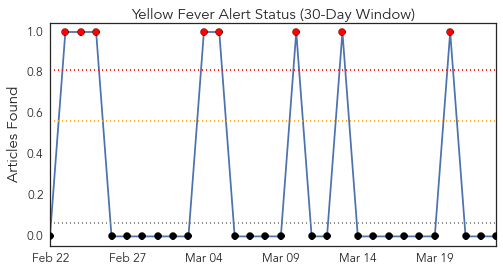 Yellow Fever Alert Status (30-Day Window)
Articles Found
1.0
0.8
0.6
0.4
0.2
0.0
Feb 22 Feb 27 Mar 04 Mar 09 Mar 14 Mar 19